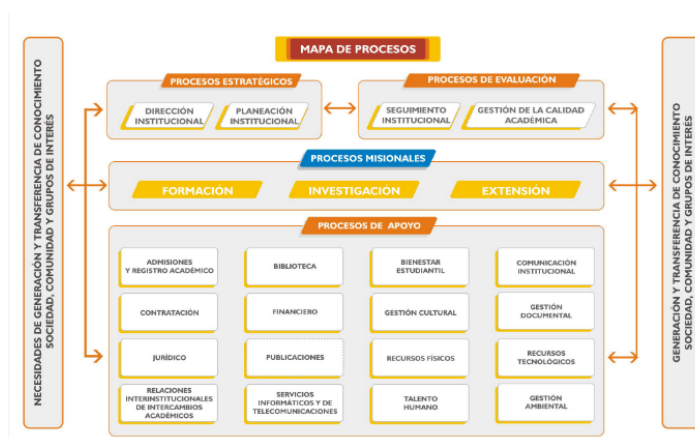 MAPA DE PROCESOS
NECESIDADES DE GENERACIÓN Y TRANSFERENCIA DE CONOCIMIENTO
SOCIEDAD, COMUNIDAD Y GRUPOS DE INTERÉS
PROCESOS ESTRATÉGICOS
DIRECCIÓN
INSTITUCIONAL
PLANEACIÓN
INSTITUCIONAL
PROCESOS DE EVALUACIÓN
SEGUIMIENTO
INSTITUCIONAL
GESTIÓN DE LA CALIDAD
ACADÉMICA
PROCESOS MISIONALES
FORMACIÓN
INVESTIGACIÓN
EXTENSIÓN
PROCESOS DE APOYO
ADMISIONES
Y REGISTRO ACADÉMICO
BIBLIOTECA
BIENESTAR
ESTUDIANTIL
COMUNICACIÓN
INSTITUCIONAL
CONTRATACIÓN
FINANCIERO
GESTIÓN CULTURAL
GESTIÓN
DOCUMENTAL
JURÍDICO
PUBLICACIONES
RECURSOS FÍSICOS
RECURSOS
TECNOLÓGICOS
RELACIONES
INTERINSTITUCIONALES
DE INTERCAMBIOS
ACADÉMICOS
SERVICIOS
INFORMÁTICOS Y DE
TELECOMUNICACIONES
TALENTO
HUMANO
GESTIÓN
AMBIENTAL
GENERACIÓN Y TRANSFERENCIA DE CONOCIMIENTO
SOCIEDAD, COMUNIDAD Y GRUPOS DE INTERÉS